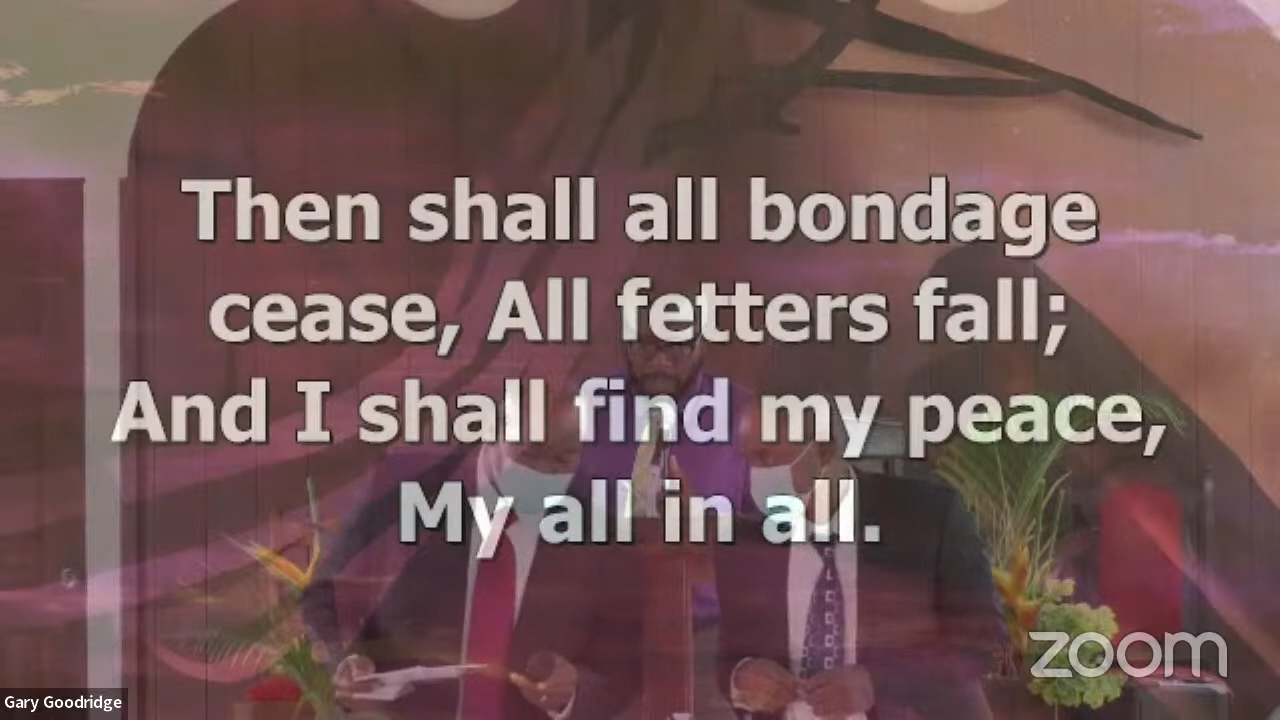 Then shall all bondage
cease, All fetters fall;
And I shall find my peace,
My all in all.
zoom
Gary Goodridge